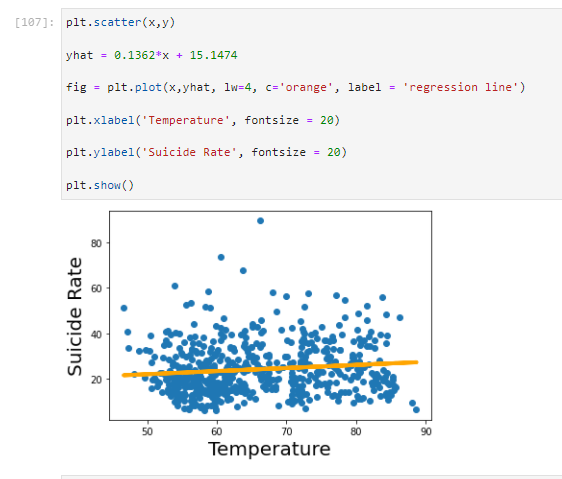 [107]: plt.scatter(x,y)
yhat = 0.1362*x + 15.1474
fig = plt.plot(x,yhat, lw=4, c='orange', label = 'regression line')
plt.xlabel('Temperature', fontsize = 20)
plt.ylabel('Suicide Rate', fontsize = 20)
plt.show()
80
60
40
20
Suicide Rate
50 60 70 80 90
Temperature